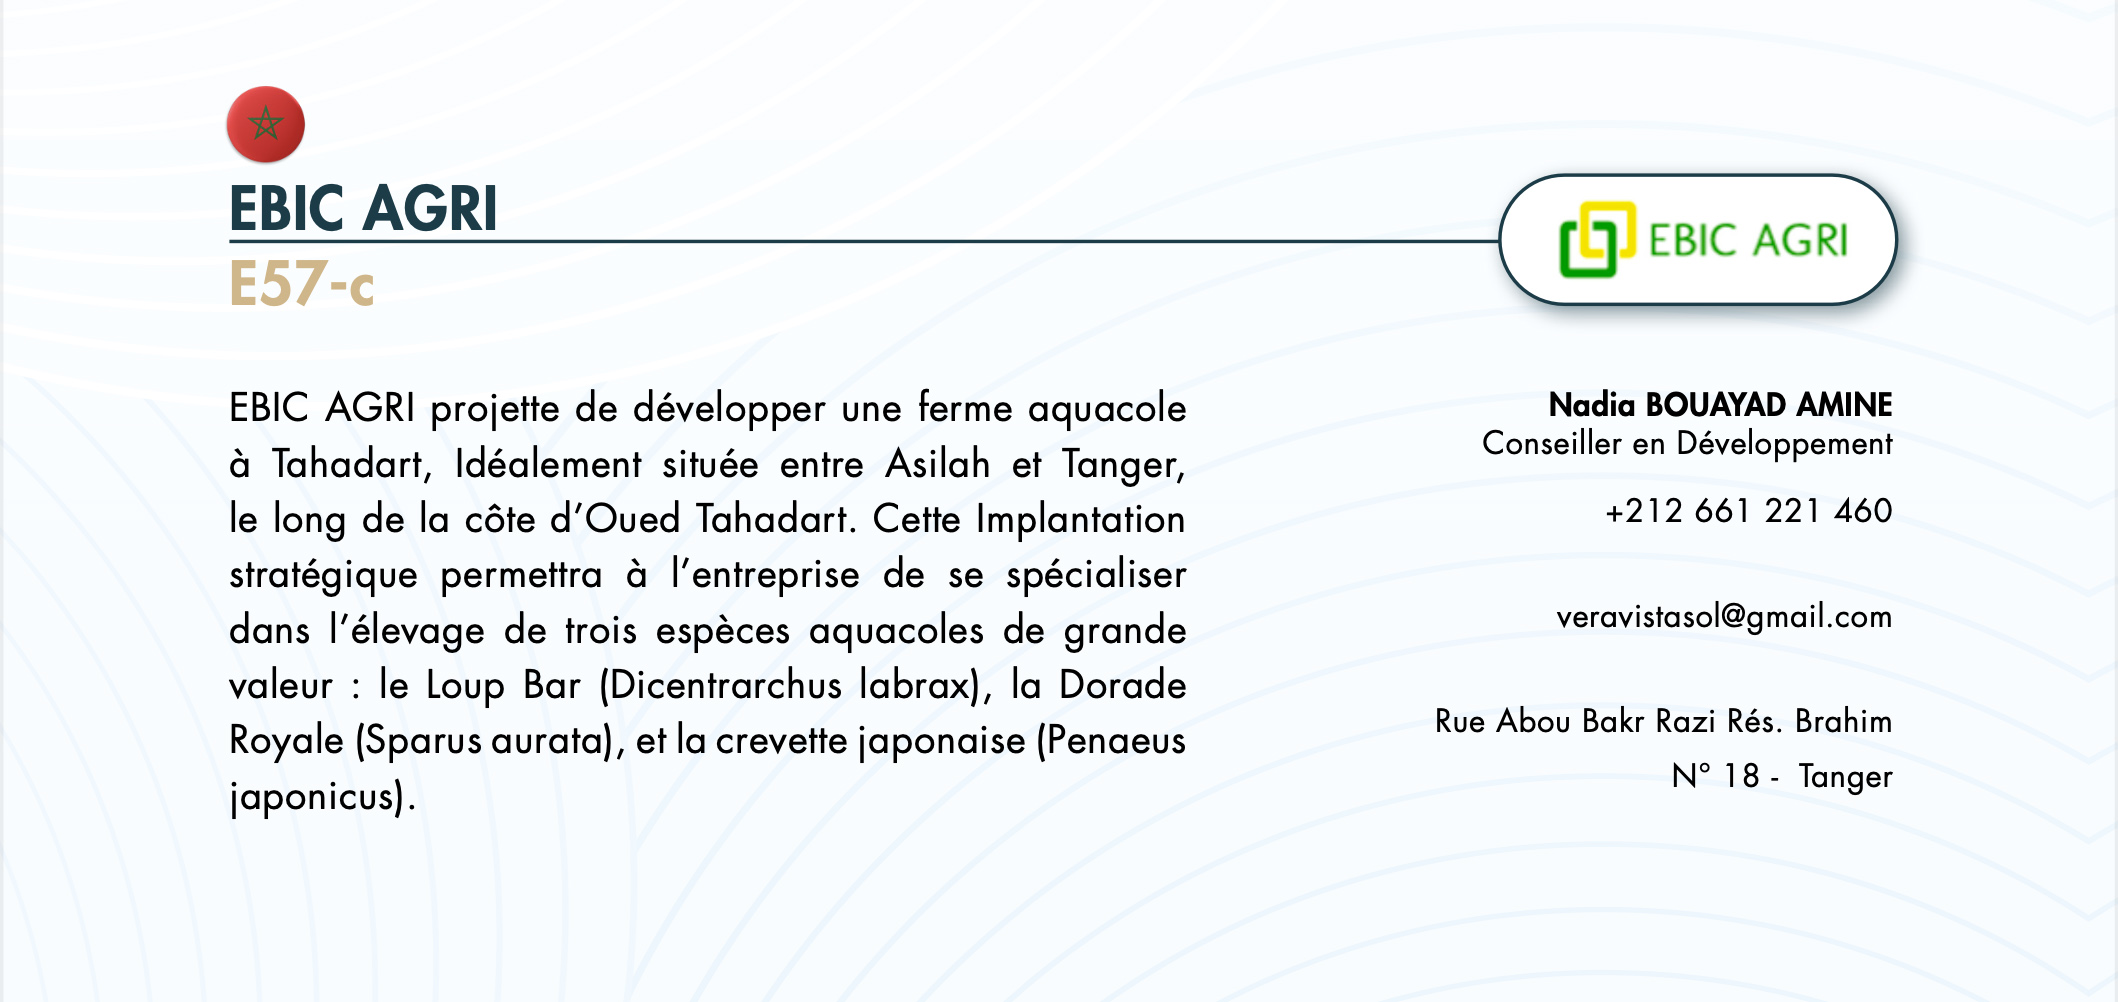 EBIC AGRI
E57-c
EBIC AGRI
EBIC AGRI projette de développer une ferme aquacole
à Tahadart, Idéalement située entre Asilah et Tanger,
le long de la côte d’Oued Tahadart. Cette Implantation
stratégique permettra à l’entreprise de se spécialiser
dans l’élevage de trois espèces aquacoles de grande
valeur : le Loup Bar (Dicentrarchus labrax), la Dorade
Royale (Sparus aurata), et la crevette japonaise (Penaeus
japonicus).
Nadia BOUAYAD AMINE
Conseiller en Développement
+212 661 221 460
veravistasol@gmail.com
Rue Abou Bakr Razi Rés. Brahim
N° 18 -  Tanger